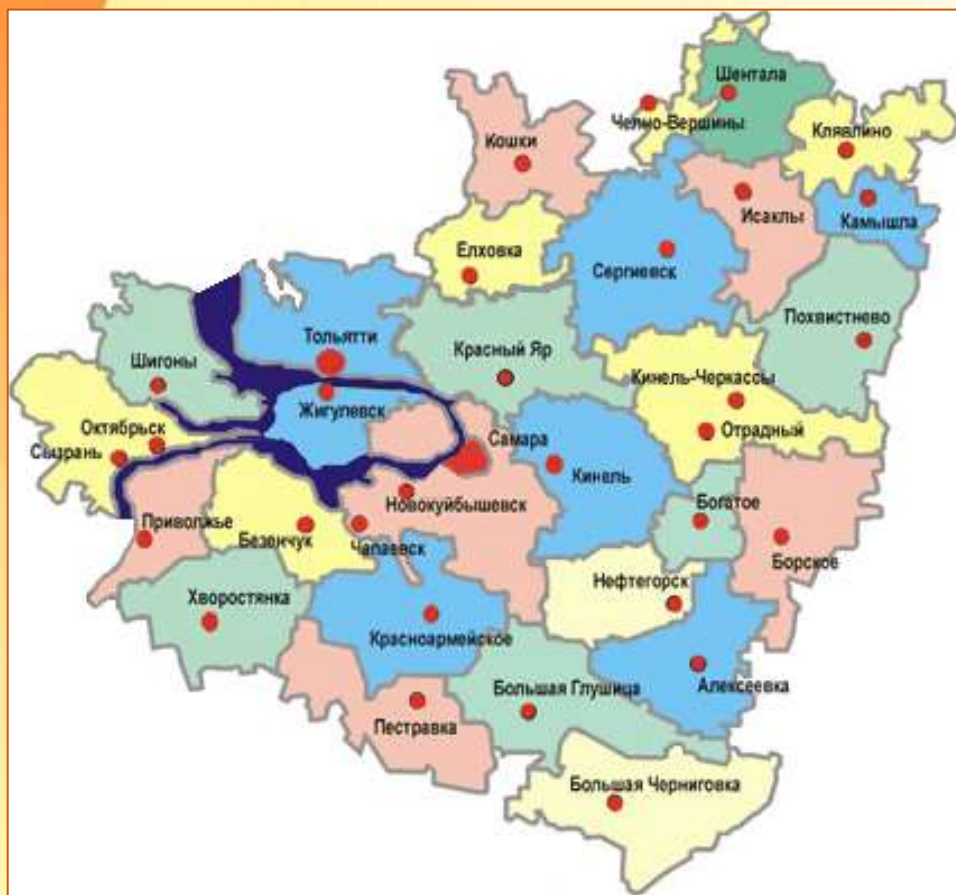 Шентала
Челно-Вершины
Клявлино
Кошки
Исаклы
Камышла
Елховка
Сергиевск
Похвистнево
Тольятти
Красный Яр
Шигоны
Кинель-Черкассы
Жигулевск
Октябрьск
Отрадный
Самара
Сызрань
Кинель
Новокуйбышевск
Богатое
Приволжье
Безенчук
Чапаевск
Борское
Нефтегорск
Хворостянка
Красноармейское
Большая Глушица
Алексеевка
Пестравка
Большая Черниговка